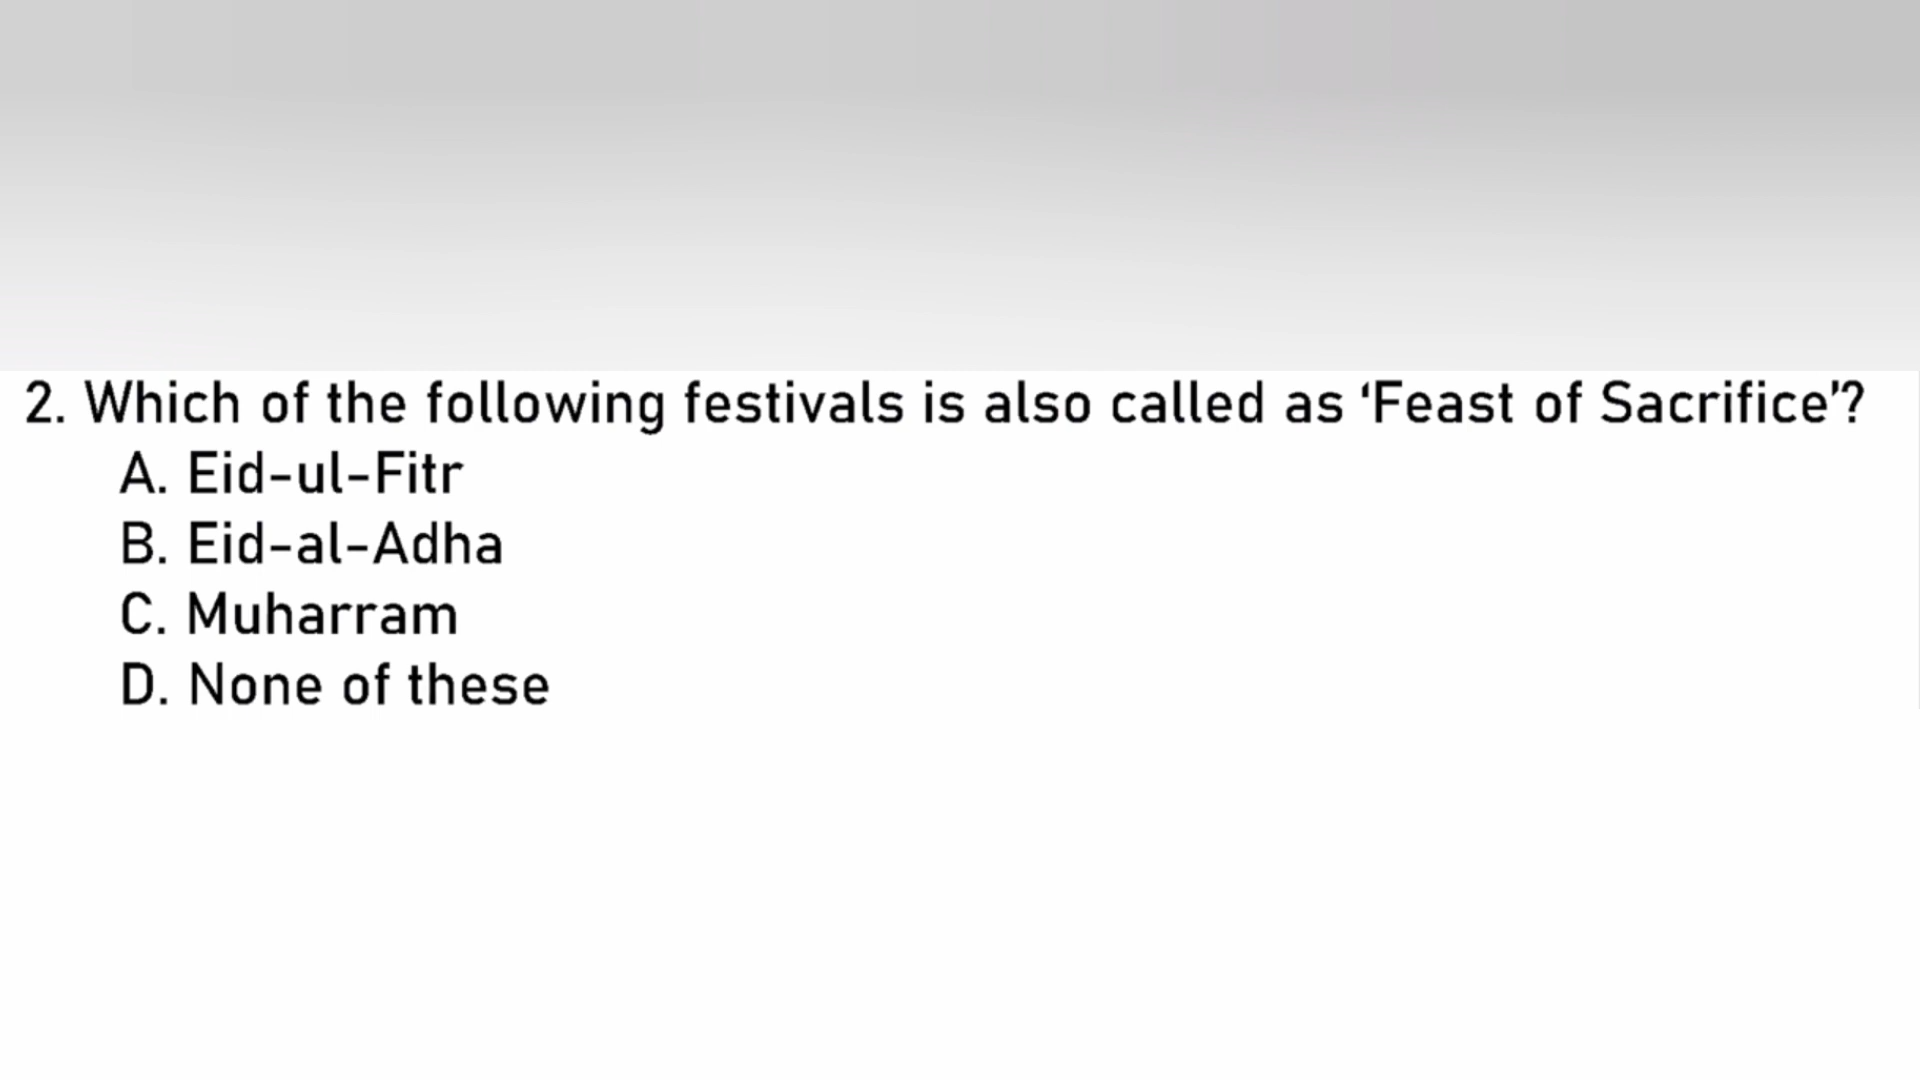 2. Which of the following festivals is also called as ‘Feast of Sacrifice’?
A. Eid-ul-Fitr
B. Eid-al-Adha
C. Muharram
D. None of these